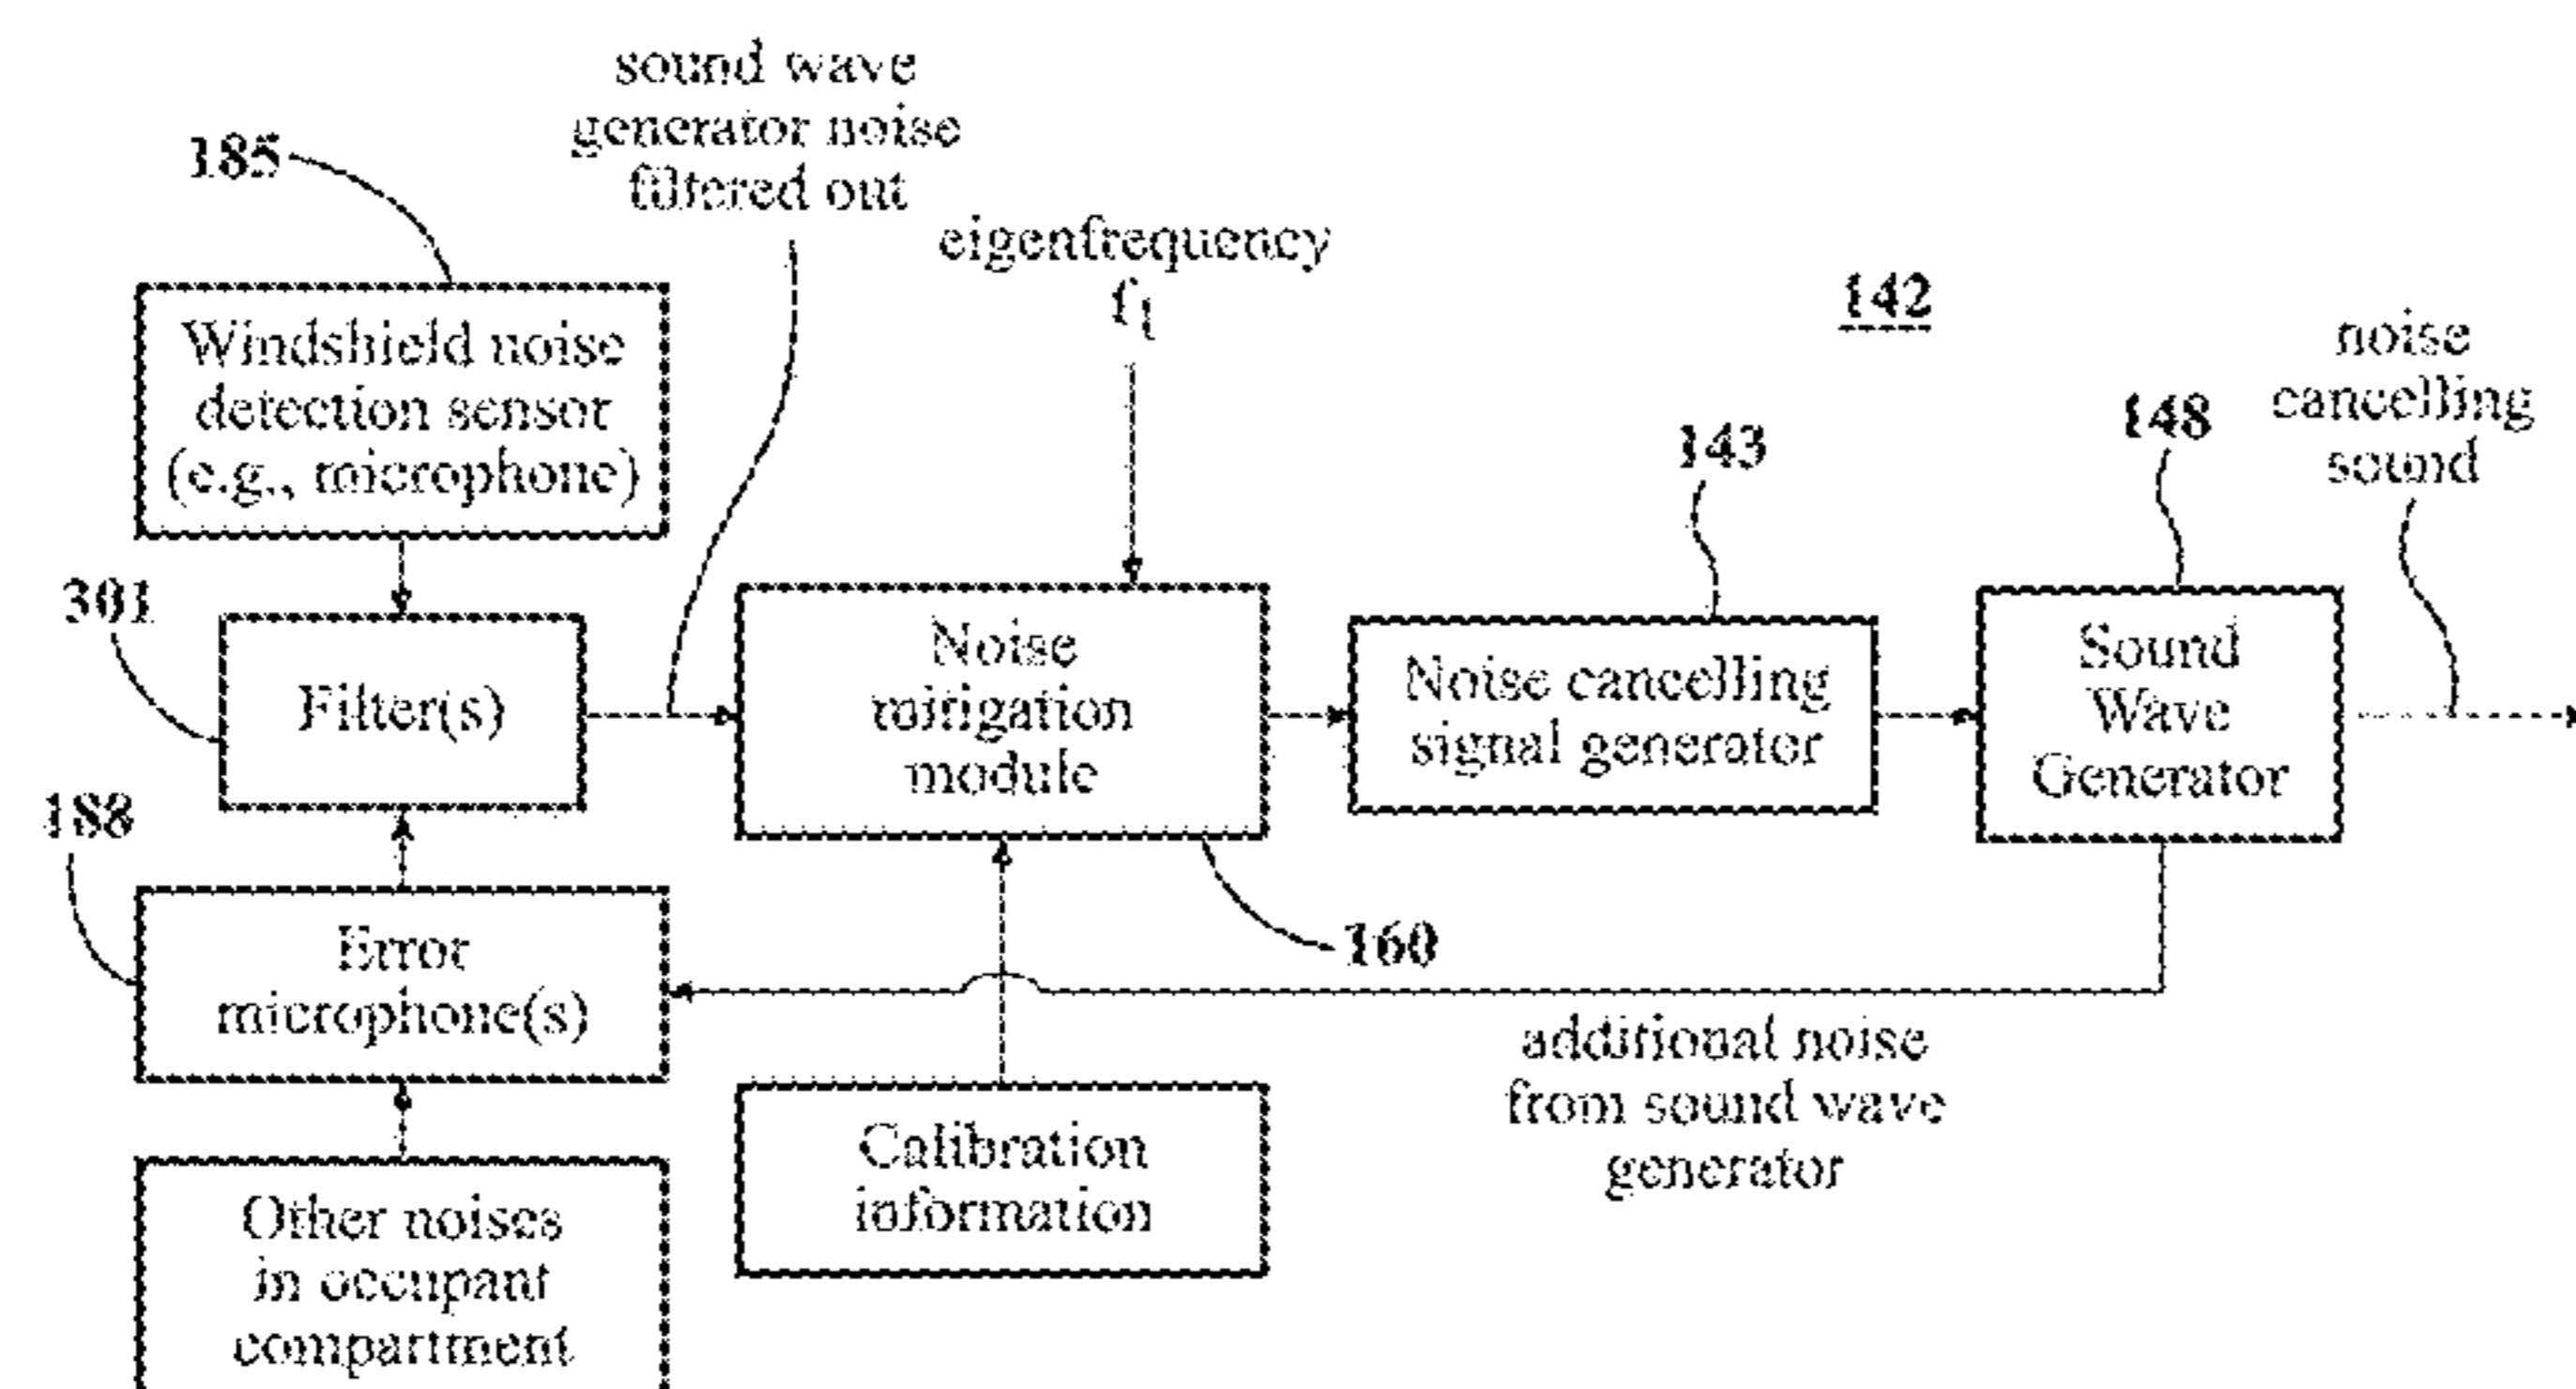 sound wave
generator noise
filtered out
185
eigenfrequency
f1
142
noise
cancelling
sound
Windshield noise
detection sensor
(e.g., microphone)
148
143
301
Filter(s)
Noise
mitigation
module
Noise cancelling
signal generator
Sound
Wave
Generator
188
160
Error
microphone(s)
additional noise
from sound wave
generator
Calibration
information
Other noises
in occupant
compartment